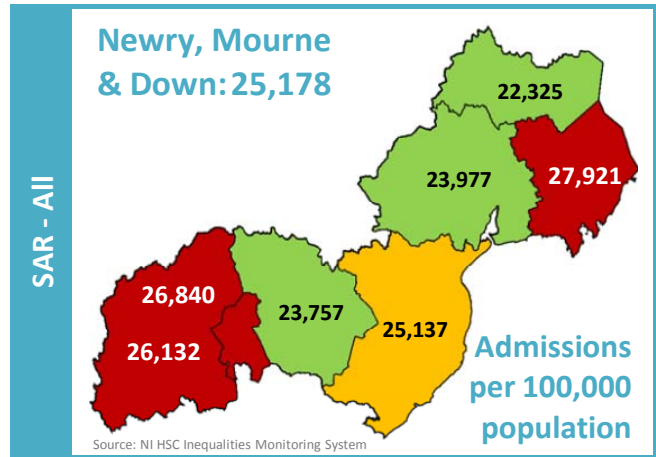 SAR - All
Newry, Mourne
& Down: 25,178
22,325
23,977
27,921
26,840
23,757
26,132
25,137
Admissions
per 100,000
population
Source: NI HSC Inequalities Monitoring System